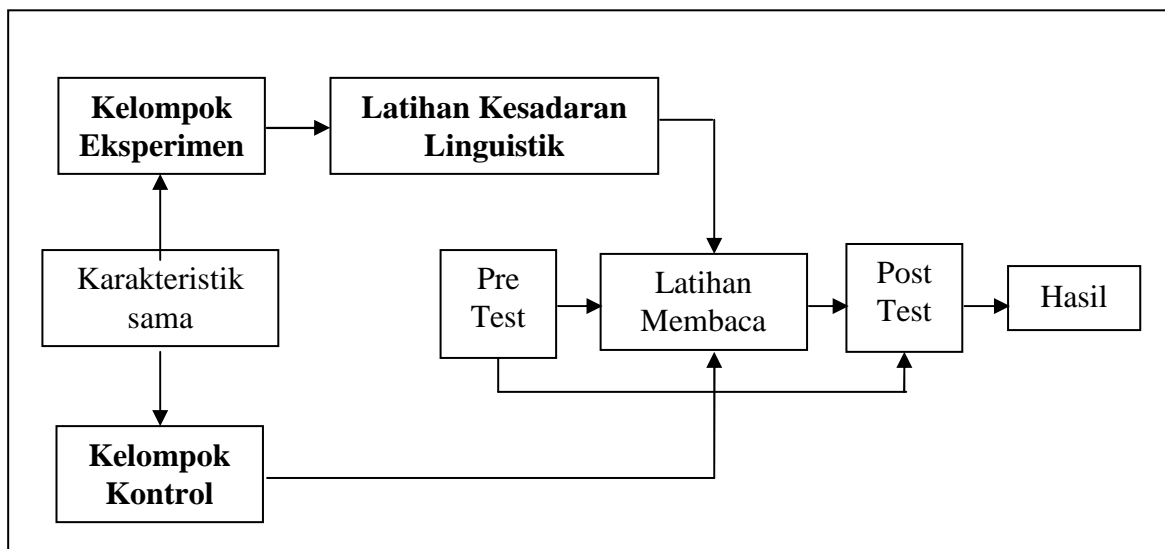 Kelompok
Eksperimen
Latihan Kesadaran
Linguistik
Karakteristik
sama
Pre
Test
Latihan
Membaca
Post
Test
Hasil
Kelompok
Kontrol